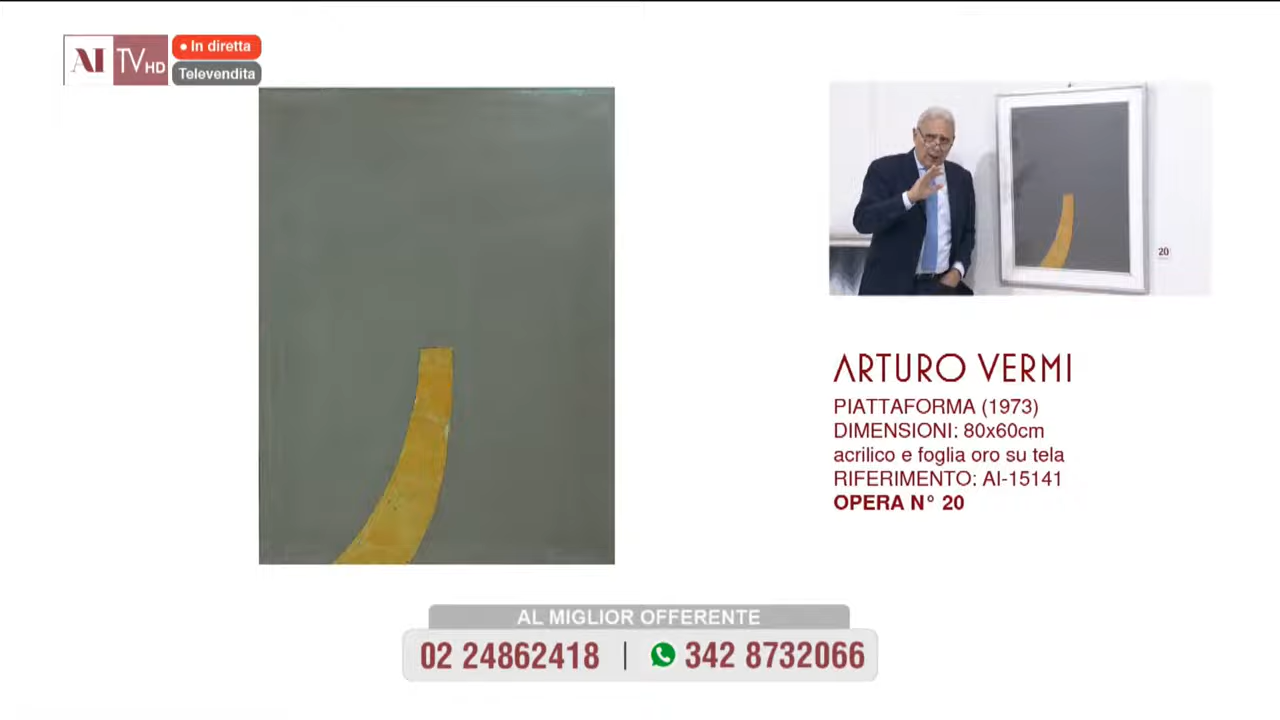 AI TV HD
• In diretta
Televendita
20
ARTURO VERMI
PIATTAFORMA (1973)
DIMENSIONI: 80x60cm
acrilico e foglia oro su tela
RIFERIMENTO: AI-15141
OPERA N° 20
AL MIGLIOR OFFERENTE
02 24862418 | 342 8732066